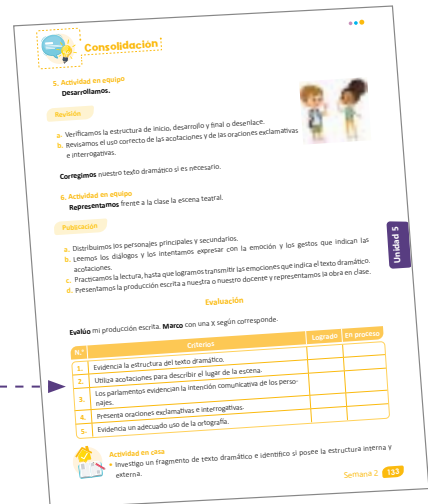 Consolidación
5. Actividad en equipo
Desarrollamos.
Revisión
a. Verificamos la estructura de inicio, desarrollo y final o desenlace.
b. Revisamos el uso correcto de las acotaciones y de las oraciones exclamativas
e interrogativas.
Corregimos nuestro texto dramático si es necesario.
6. Actividad en equipo
Representamos frente a la clase la escena teatral.
Publicación
a. Distribuimos los personajes principales y secundarios.
b. Leemos los diálogos y los intentamos expresar con la emoción y los gestos que indican las
acotaciones.
c. Practicamos la lectura, hasta que logramos transmitir las emociones que indica el texto dramático.
d. Presentamos la producción escrita a nuestra o nuestro docente y representamos la obra en clase.
Unidad 5
Evaluación
Evalúo mi producción escrita. Marco con una X según corresponde.
N.° Criterios Logrado En proceso
1. Evidencia la estructura del texto dramático.
2. Utiliza acotaciones para describir el lugar de la escena.
3. Los parlamentos evidencian la intención comunicativa de los perso-
najes.
4. Presenta oraciones exclamativas e interrogativas.
5. Evidencia un adecuado uso de la ortografía.
Actividad en casa
• Investigo un fragmento de texto dramático e identifico si posee la estructura interna y
externa.
Semana 2 133